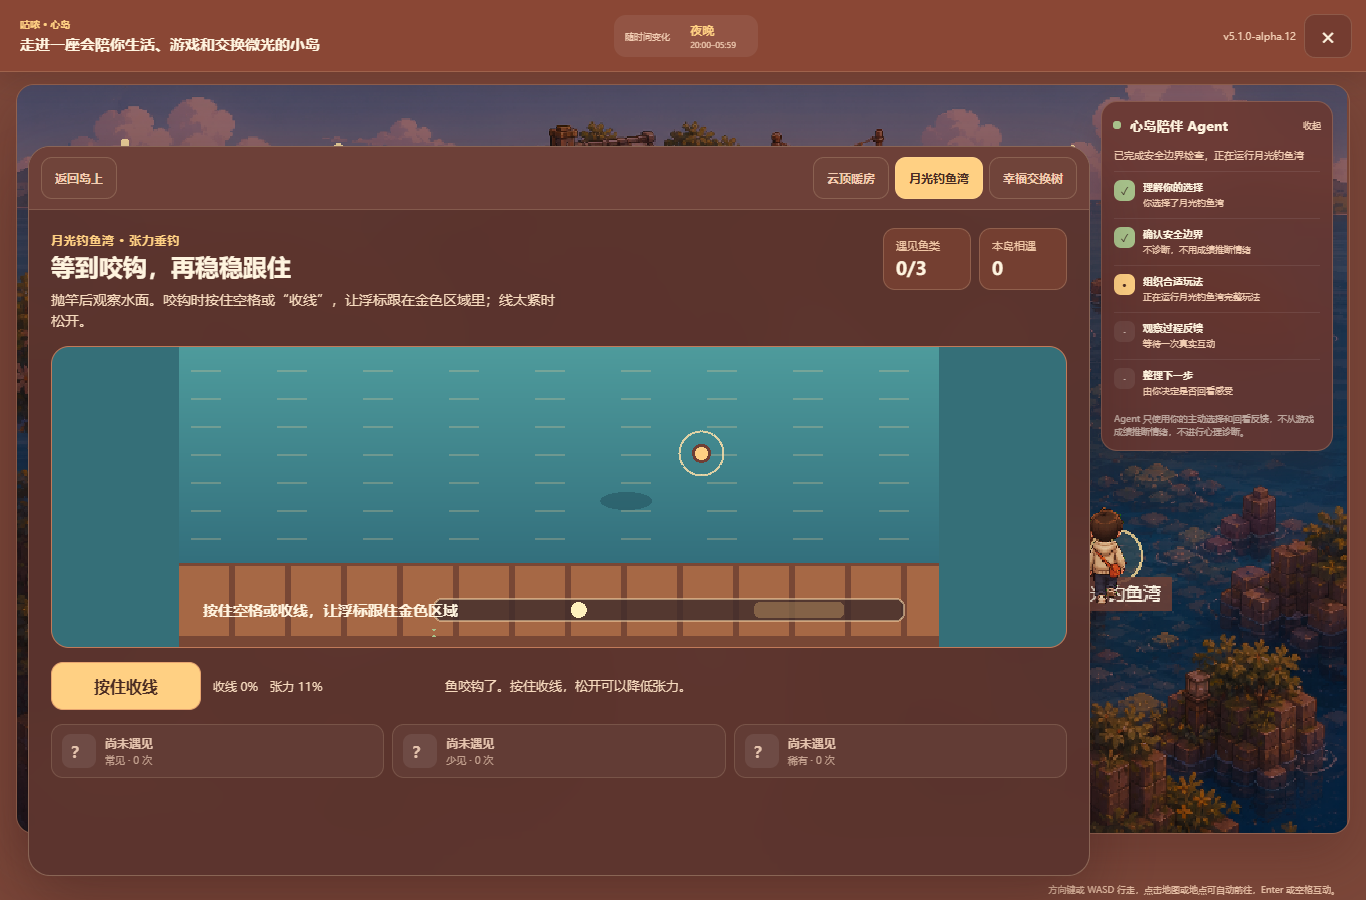 咕哝·心岛
走进一座会陪你生活、游戏和交换微光的小岛
随时间变化
夜晚
20:00-05:59
v5.1.0-alpha.12
×
返回岛上
云顶暖房
月光钓鱼湾
幸福交换树
月光钓鱼湾·张力垂钓
等到咬钩，再稳稳跟住
抛竿后观察水面。咬钩时按住空格或“收线”，让浮标跟在金色区域里；线太紧时
松开。
遇见鱼类
0/3
本岛相遇
0
按住空格或收线，让浮标跟住金色区域
按住收线
收线 0%
张力 11%
鱼咬钩了。按住收线，松开可以降低张力。
?
尚未遇见
常见 · 0 次
?
尚未遇见
少见 · 0 次
?
尚未遇见
稀有 · 0 次
心岛陪伴 Agent
收起
已完成安全边界检查，正在运行月光钓鱼湾
✓
理解你的选择
你选择了月光钓鱼湾
✓
确认安全边界
不诊断，不用成绩推断情绪
组织合适玩法
正在运行月光钓鱼湾完整玩法
观察过程反馈
等待一次真实互动
整理下一步
由你决定是否回看感受
Agent 只使用你的主动选择和回看反馈，不从游戏
成绩推断情绪，不进行心理诊断。
钓鱼湾
方向键或 WASD 行走，点击地图或地点可自动前往，Enter 或空格互动。